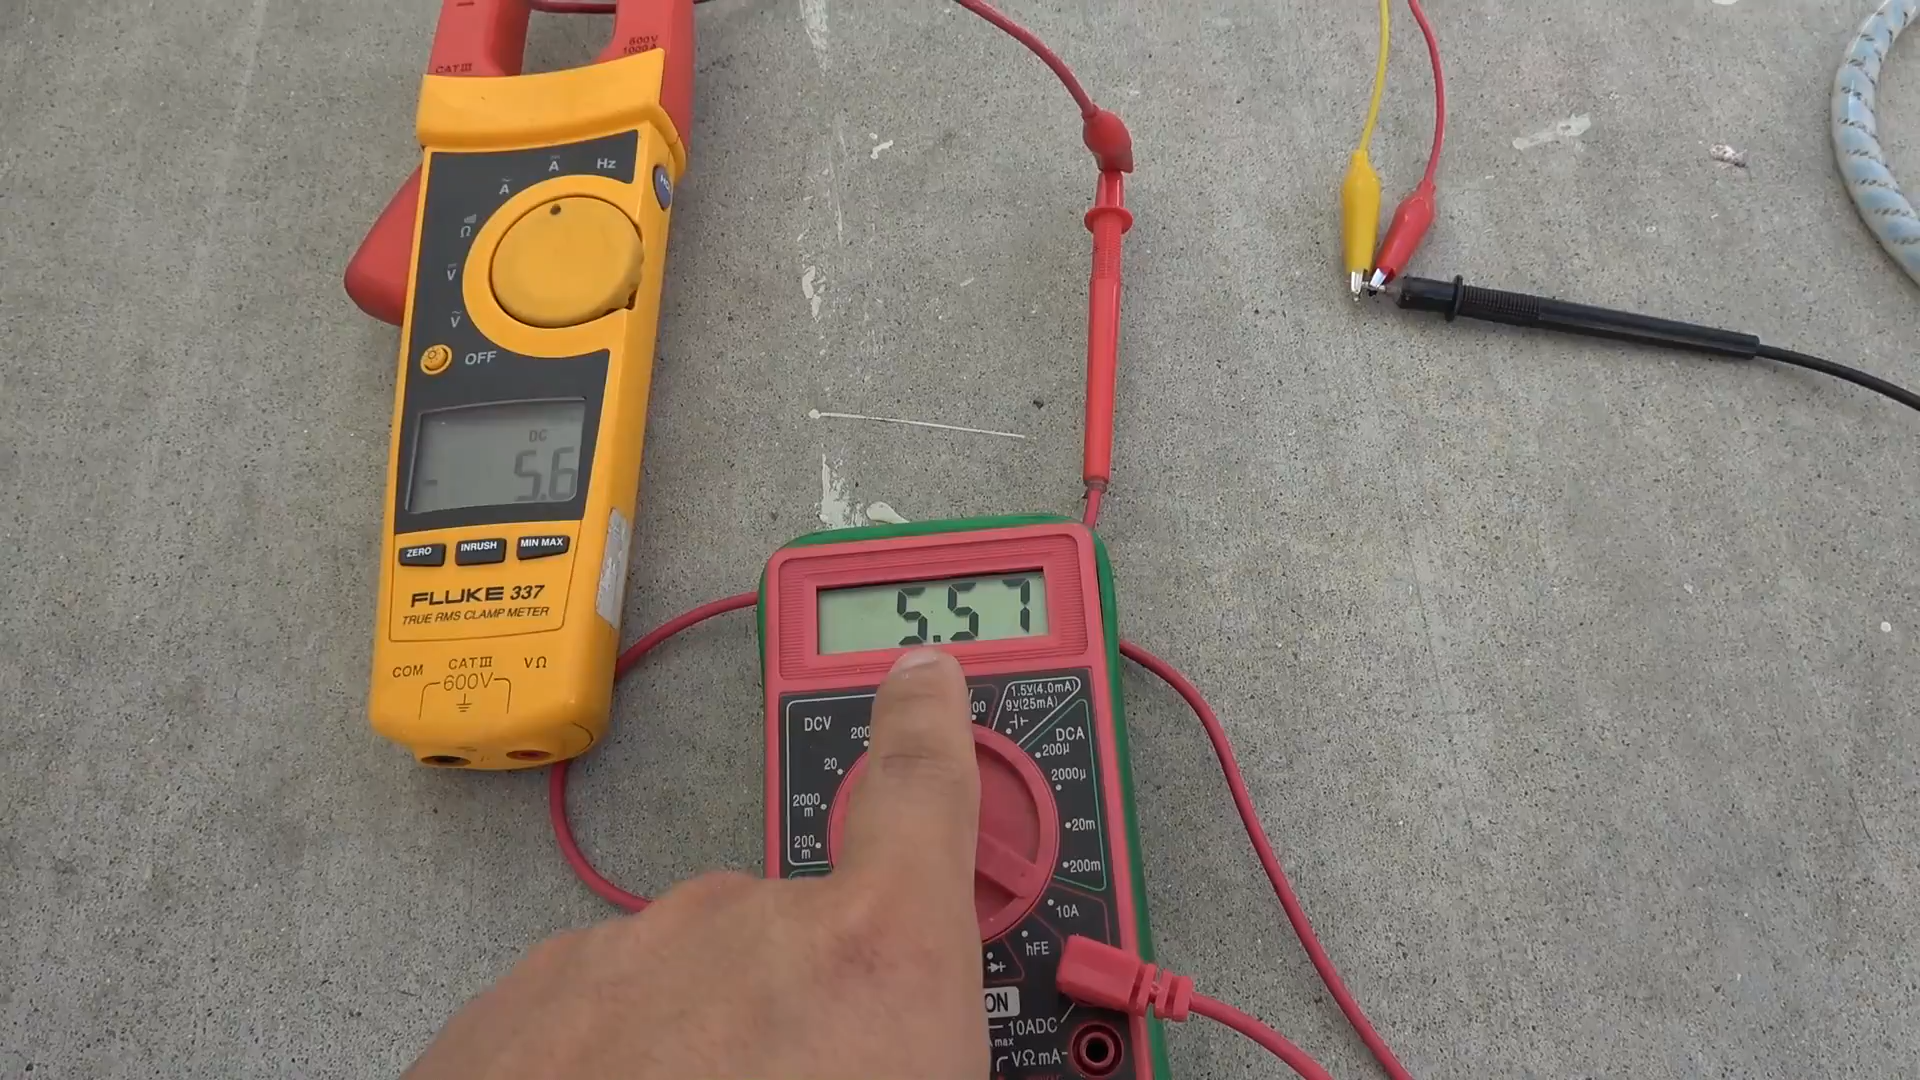 600V
1000A
CAT III
Hz
A
A
Ω
V
V
OFF
DC
- 5.6
ZERO
INRUSH
MIN MAX
FLUKE 337
TRUE RMS CLAMP METER
COM
CAT III
600V
VΩ
5.57
DCV
200
20
2000
m
200
m
1.5V(4.0mA)
9V(25mA)
DCA
200µ
2000µ
20m
200m
10A
hFE
ON
10ADC
max
VΩmA